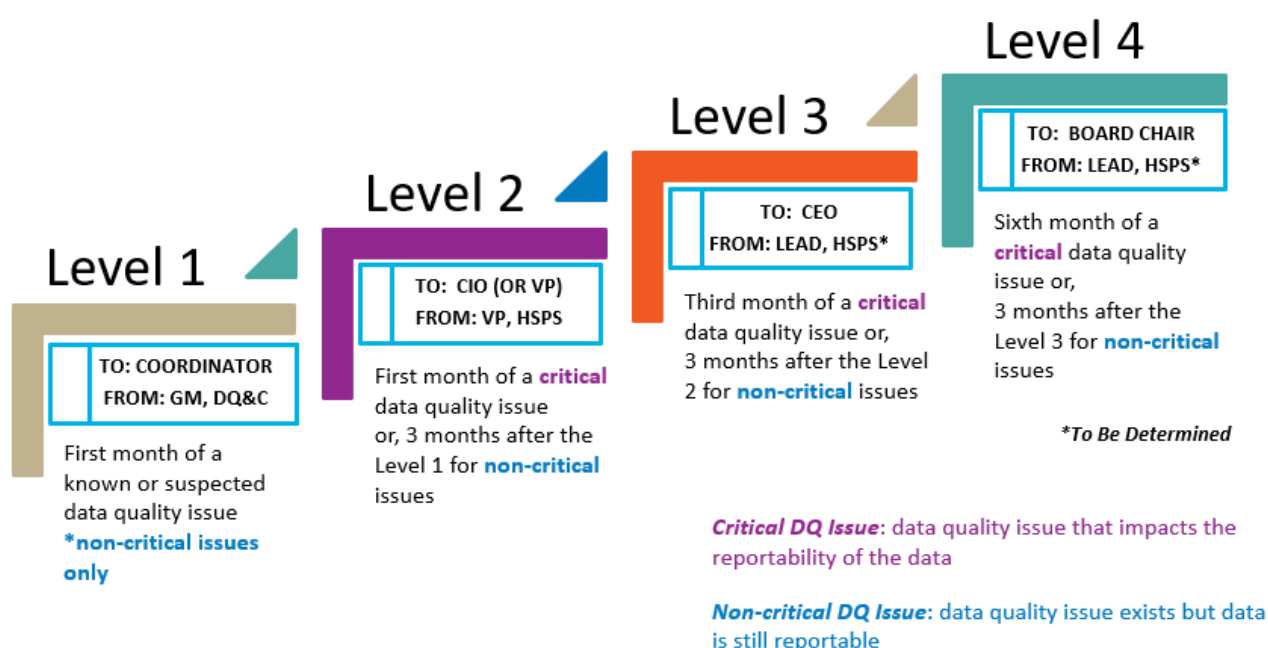 Level 1
TO: COORDINATOR
FROM: GM, DQ&C
First month of a
known or suspected
data quality issue
*non-critical issues
only
Level 2
TO: CIO (OR VP)
FROM: VP, HSPS
First month of a critical
data quality issue
or, 3 months after the
Level 1 for non-critical
issues
Level 3
TO: CEO
FROM: LEAD, HSPS*
Third month of a critical
data quality issue or,
3 months after the Level
2 for non-critical issues
Level 4
TO: BOARD CHAIR
FROM: LEAD, HSPS*
Sixth month of a
critical data quality
issue or,
3 months after the
Level 3 for non-critical
issues
*To Be Determined
Critical DQ Issue: data quality issue that impacts the
reportability of the data
Non-critical DQ Issue: data quality issue exists but data
is still reportable